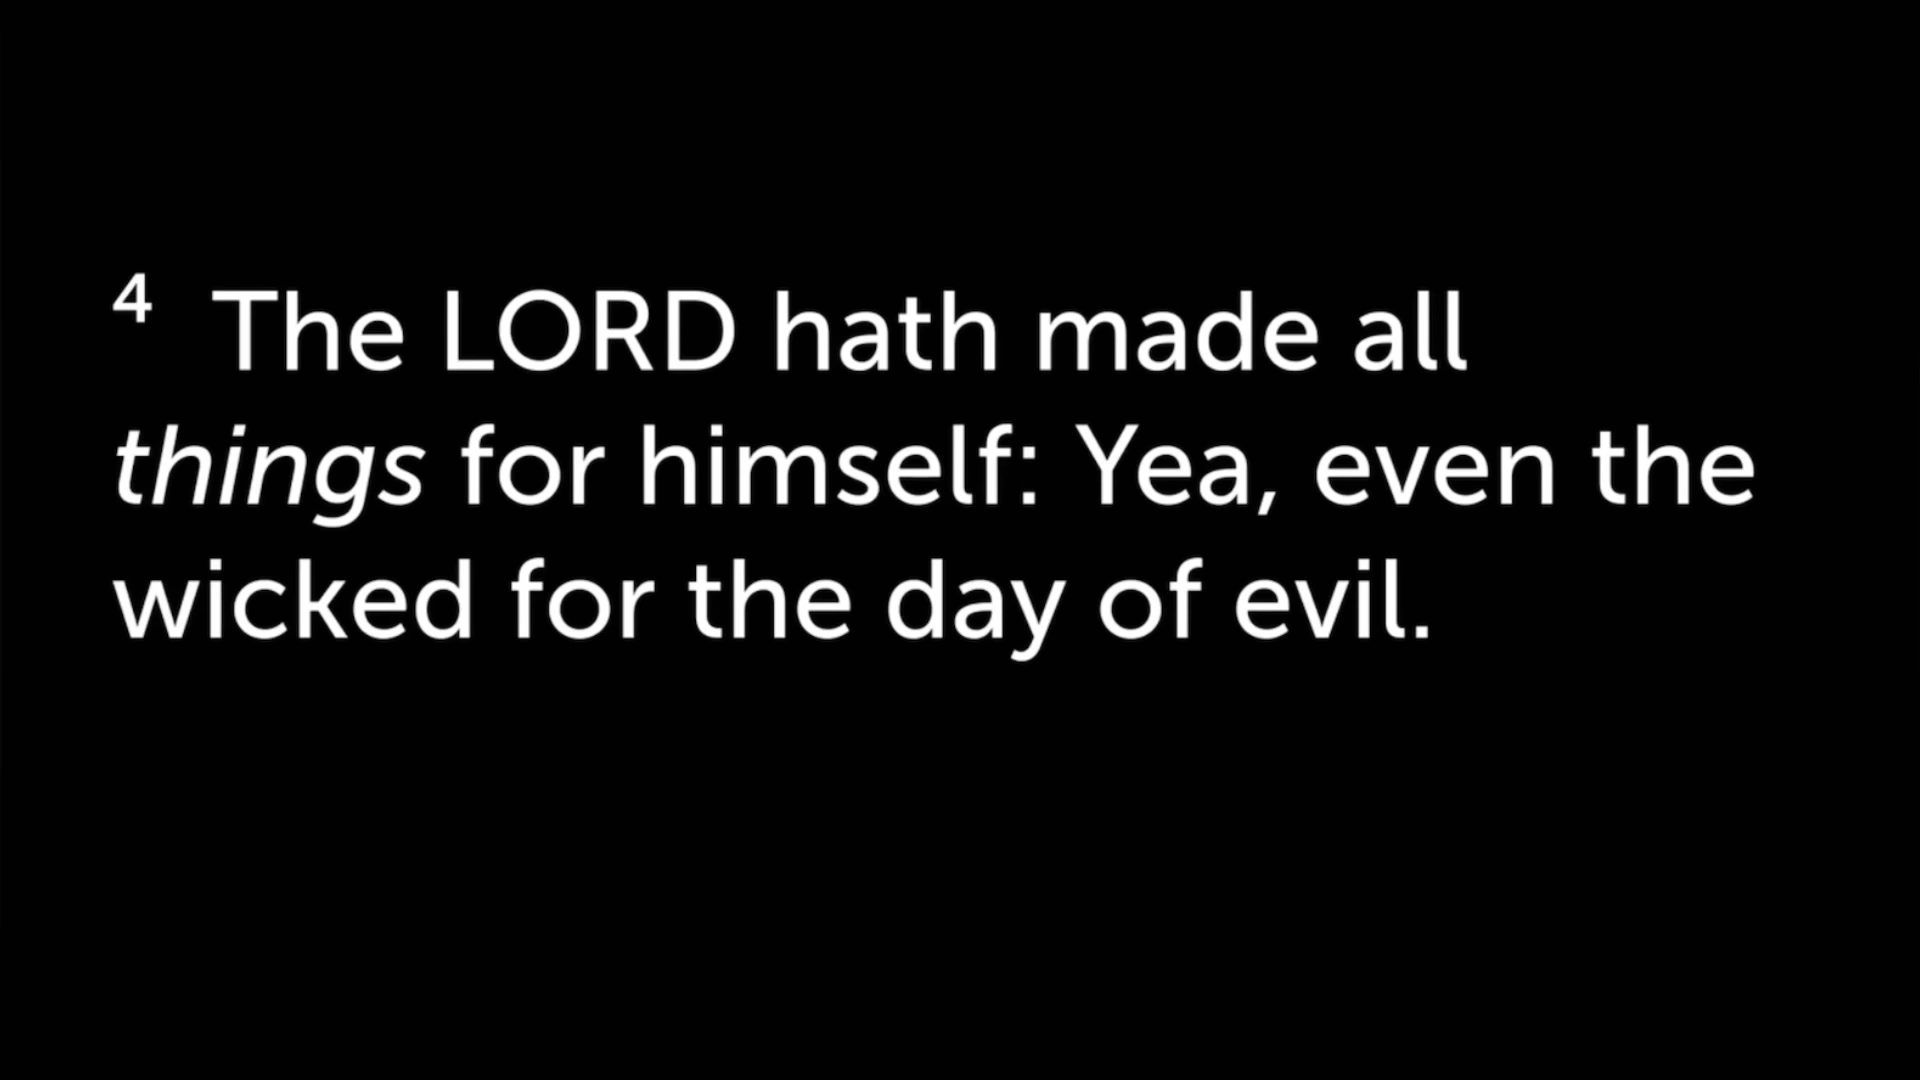 4 The LORD hath made all
things for himself: Yea, even the
wicked for the day of evil.